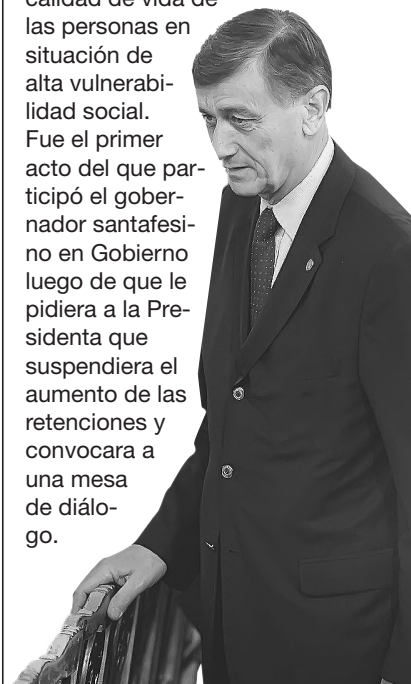 calidad de vida de
las personas en
situación de
alta vulnerabi-
lidad social.
Fue el primer
acto del que par-
ticipó el gober-
nador santafesi-
no en Gobierno
luego de que le
pidiera a la Pre-
sidenta que
suspendiera el
aumento de las
retenciones y
convocara a
una mesa
de diálo-
go.